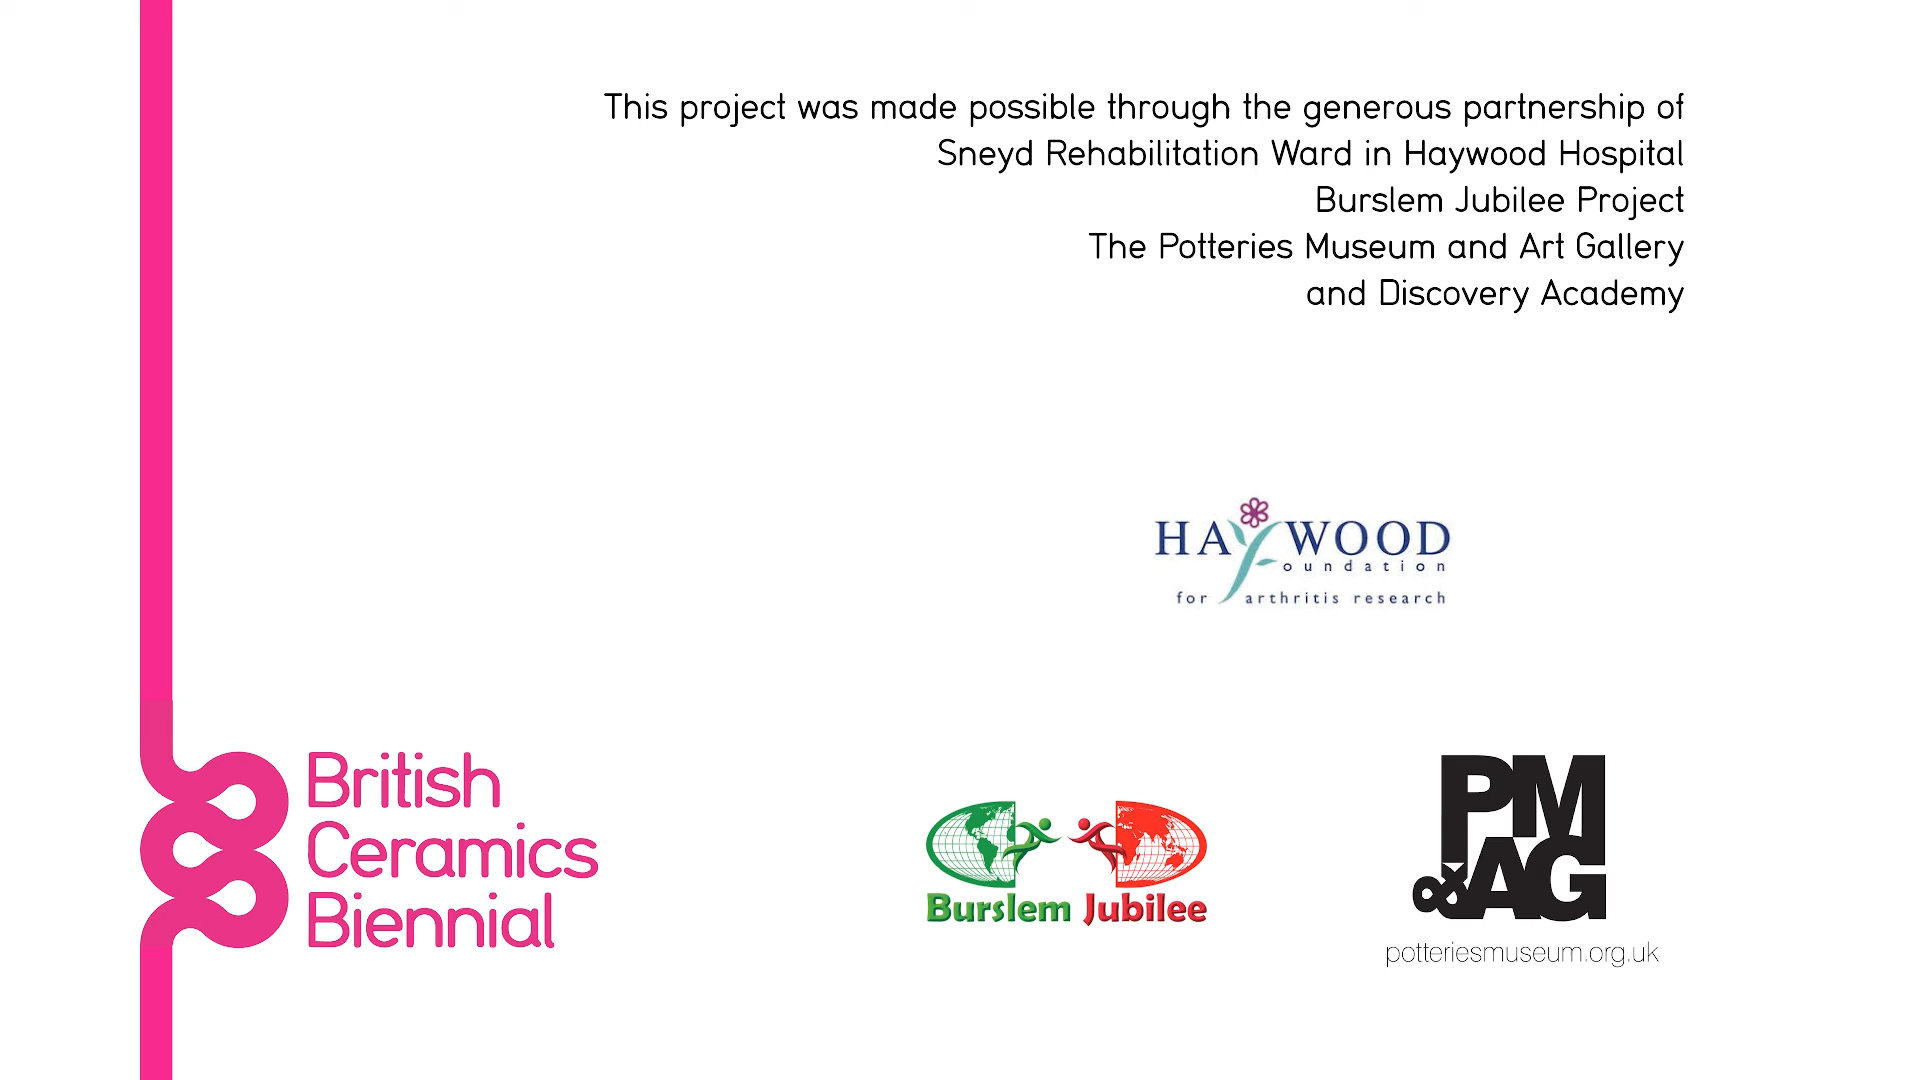 This project was made possible through the generous partnership of
Sneyd Rehabilitation Ward in Haywood Hospital
Burslem Jubilee Project
The Potteries Museum and Art Gallery
and Discovery Academy
HAYWOOD
Foundation
for arthritis research
British
Ceramics
Biennial
Burslem Jubilee
PM
&AG
potteriesmuseum.org.uk